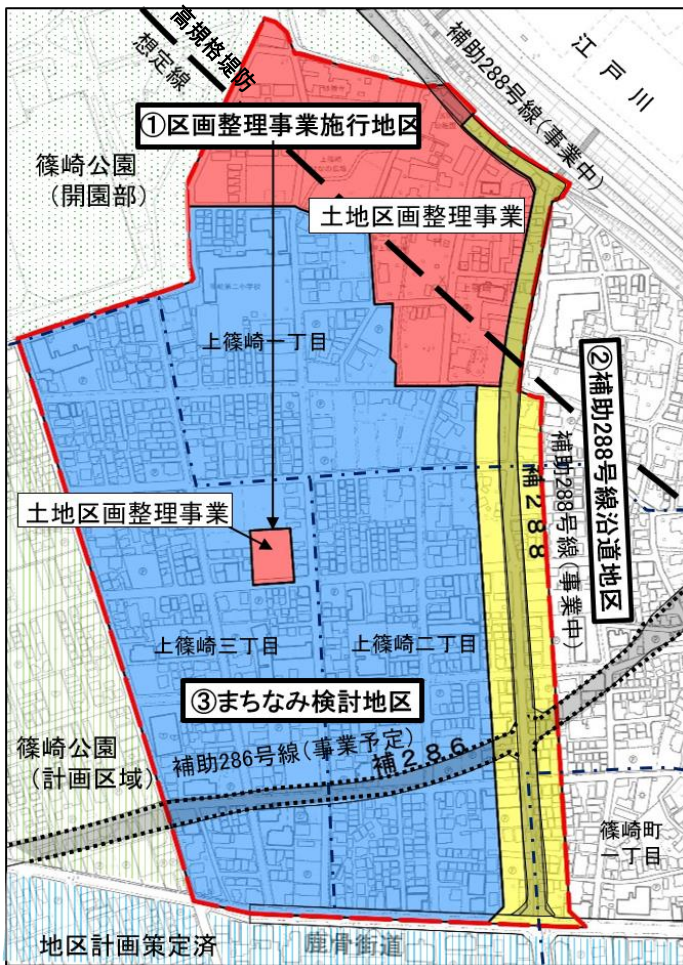 高規格堤防
想定線
補助288号線(事業中)
江戸川
①区画整理事業施行地区
篠崎公園
(開園部)
土地区画整理事業
上篠崎一丁目
②補助288号線沿道地区
補288
補助288号線(事業中)
土地区画整理事業
上篠崎三丁目
上篠崎二丁目
③まちなみ検討地区
篠崎公園
(計画区域)
補助286号線(事業予定)
補286
篠崎町
一丁目
地区計画策定済
鹿骨街道